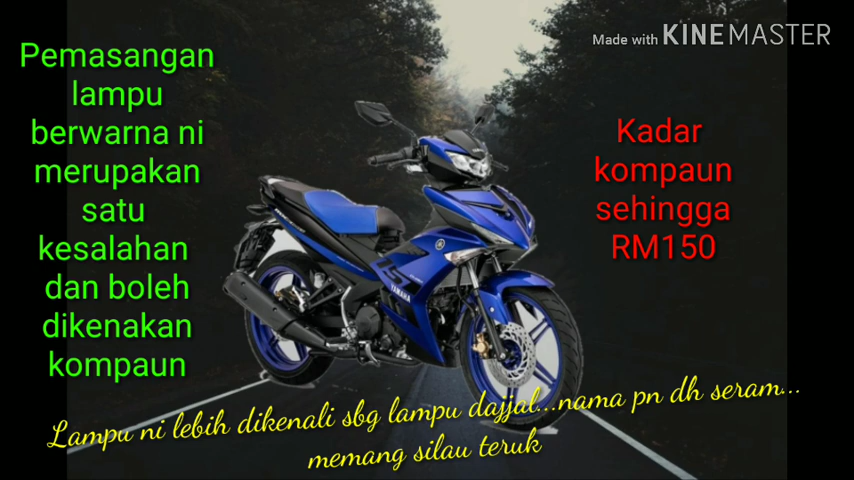 Made with KINEMASTER
Pemasangan
lampu
berwarna ni
merupakan
satu
kesalahan
dan boleh
dikenakan
kompaun
Kadar
kompaun
sehingga
RM150
YAMAHA
Lampu ni lebih dikenali sbg lampu dajjal...nama pn dh seram...
memang silau teruk